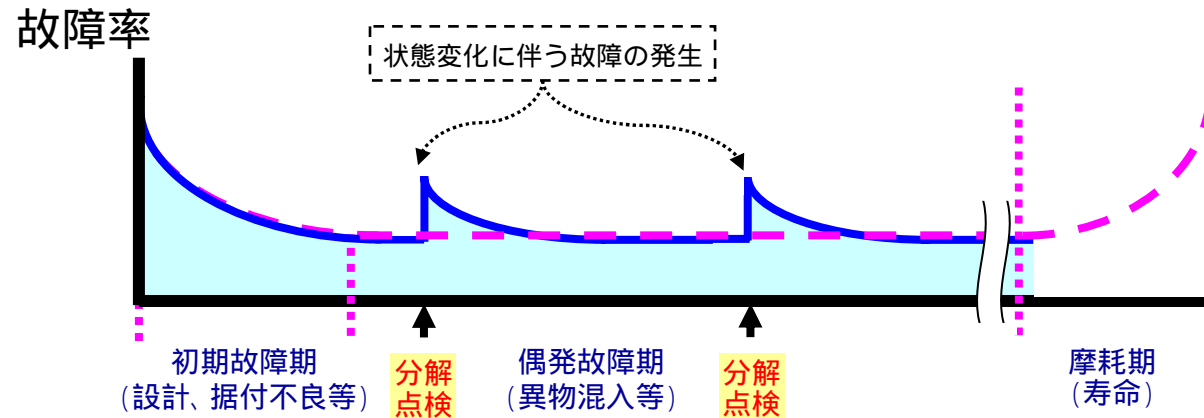 故障率
状態変化に伴う故障の発生
初期故障期
(設計、据付不良等)
分解
点検
偶発故障期
(異物混入等)
分解
点検
摩耗期
(寿命)